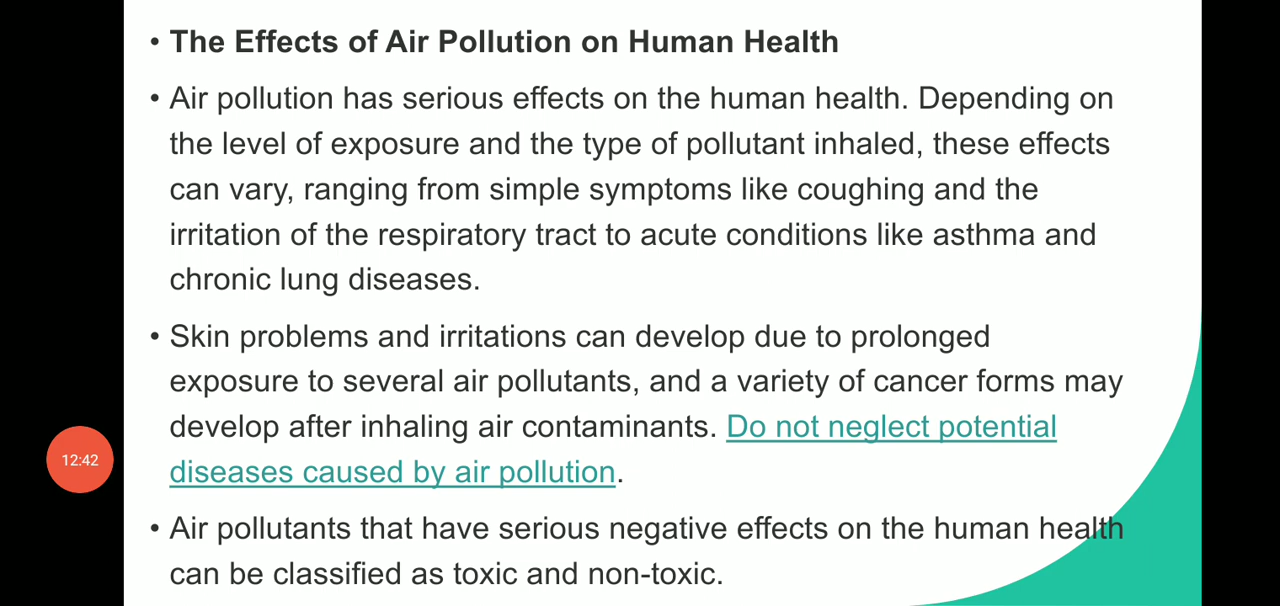 • The Effects of Air Pollution on Human Health
• Air pollution has serious effects on the human health. Depending on
the level of exposure and the type of pollutant inhaled, these effects
can vary, ranging from simple symptoms like coughing and the
irritation of the respiratory tract to acute conditions like asthma and
chronic lung diseases.
• Skin problems and irritations can develop due to prolonged
exposure to several air pollutants, and a variety of cancer forms may
develop after inhaling air contaminants. Do not neglect potential
12:42
diseases caused by air pollution.
• Air pollutants that have serious negative effects on the human health
can be classified as toxic and non-toxic.